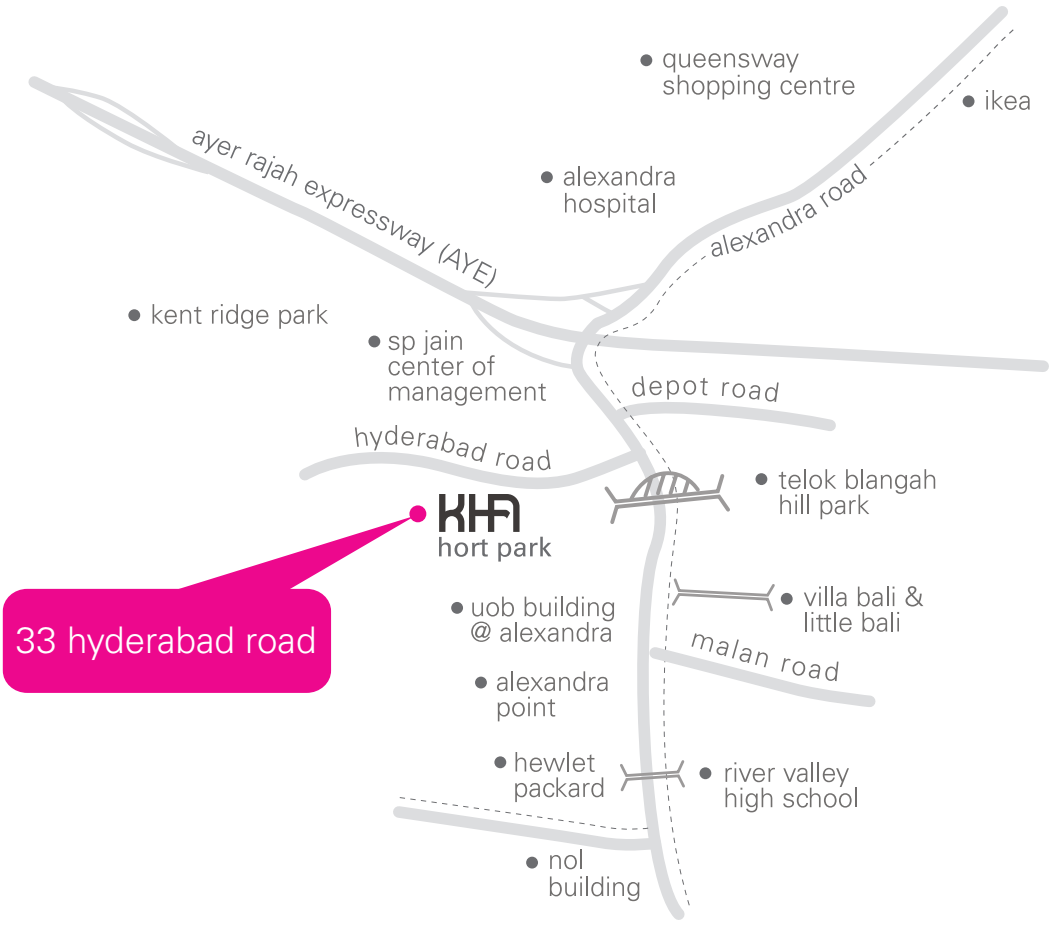 queensway
shopping centre
ikea
ayer rajah expressway (AYE)
alexandra
hospital
alexandra road
kent ridge park
sp jain
center of
management
depot road
hyderabad road
telok blangah
hill park
KHA
hort park
33 hyderabad road
uob building
@ alexandra
villa bali &
little bali
malan road
alexandra
point
hewlet
packard
river valley
high school
nol
building